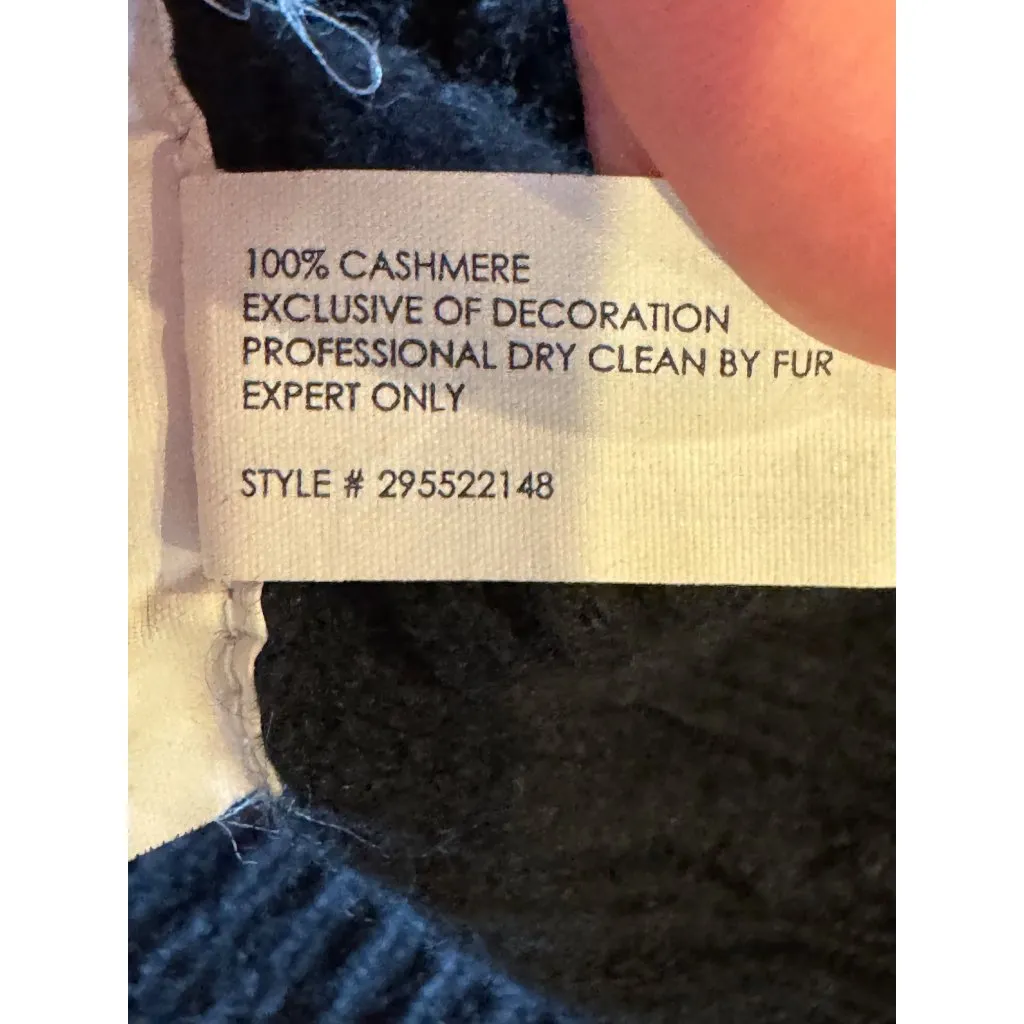 100% CASHMERE
EXCLUSIVE OF DECORATION
PROFESSIONAL DRY CLEAN BY FUR
EXPERT ONLY
STYLE # 295522148